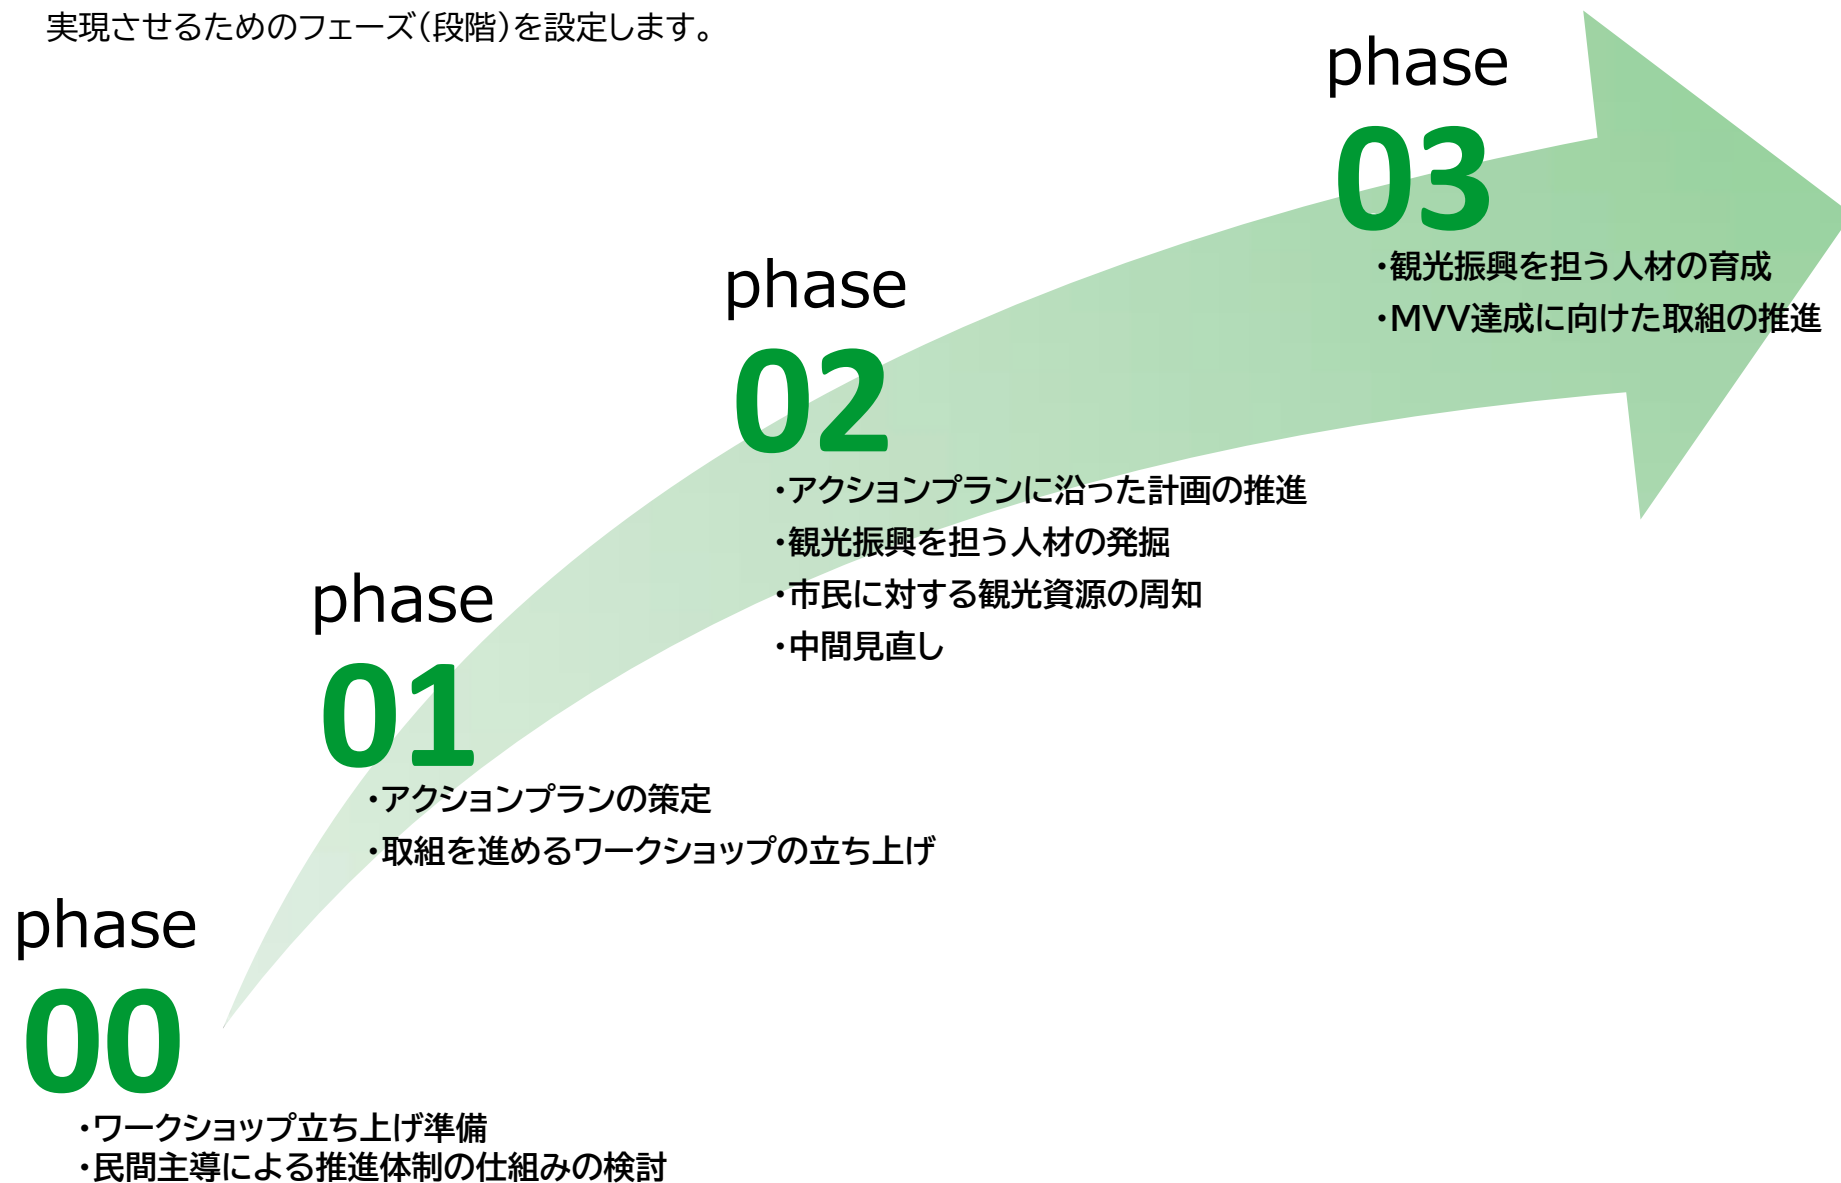 実現させるためのフェーズ(段階)を設定します。
phase
03
・観光振興を担う人材の育成
・MVV達成に向けた取組の推進
phase
02
・アクションプランに沿った計画の推進
・観光振興を担う人材の発掘
・市民に対する観光資源の周知
・中間見直し
phase
01
・アクションプランの策定
・取組を進めるワークショップの立ち上げ
phase
00
・ワークショップ立ち上げ準備
・民間主導による推進体制の仕組みの検討